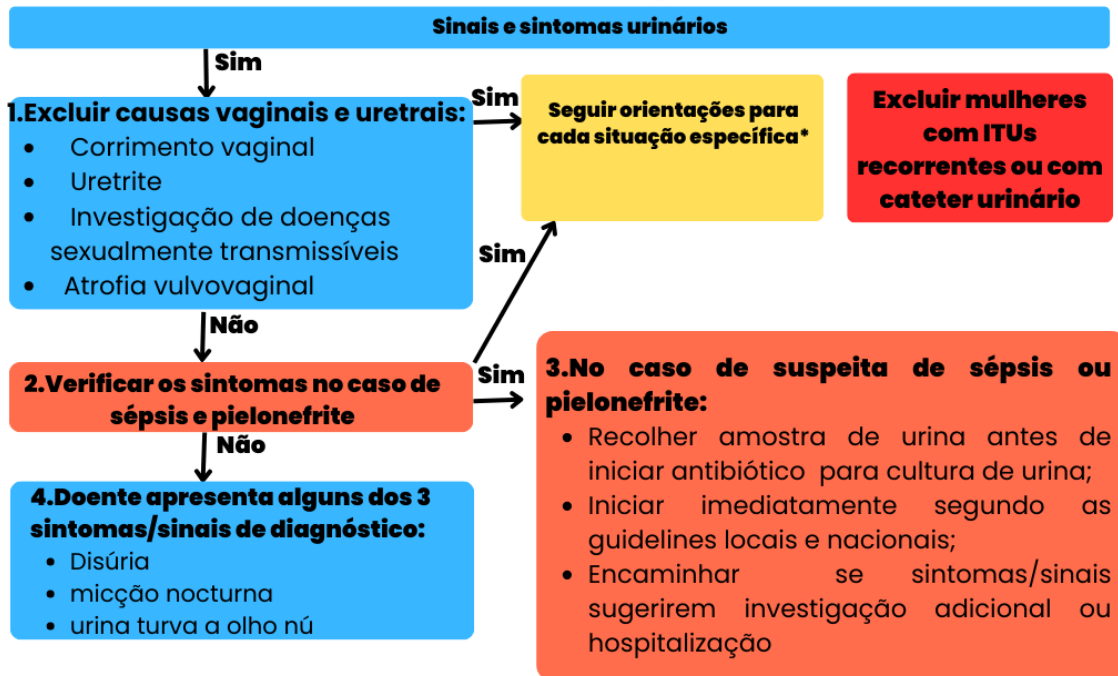 Sinais e sintomas urinários
Sim
1.Excluir causas vaginais e uretrais:
• Corrimento vaginal
• Uretrite
• Investigação de doenças
sexualmente transmissíveis
• Atrofia vulvovaginal
Sim
Seguir orientações para
cada situação específica*
Excluir mulheres
com ITUs
recorrentes ou com
cateter urinário
Sim
Não
2.Verificar os sintomas no caso de
sépsis e pielonefrite
Sim
3.No caso de suspeita de sépsis ou
pielonefrite:
• Recolher amostra de urina antes de
iniciar antibiótico para cultura de urina;
• Iniciar imediatamente segundo as
guidelines locais e nacionais;
• Encaminhar se sintomas/sinais
sugerirem investigação adicional ou
hospitalização
Não
4.Doente apresenta alguns dos 3
sintomas/sinais de diagnóstico:
• Disúria
• micção nocturna
• urina turva a olho nú